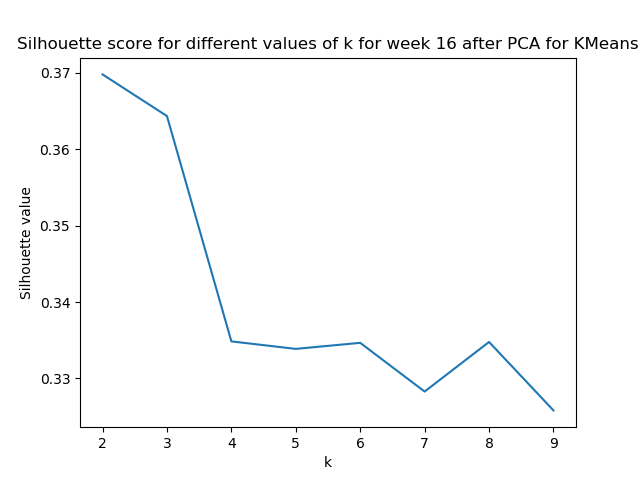 Silhouette score for different values of k for week 16 after PCA for KMeans
0.37
0.36
0.35
0.34
0.33
Silhouette value
2 3 4 5 6 7 8 9
k